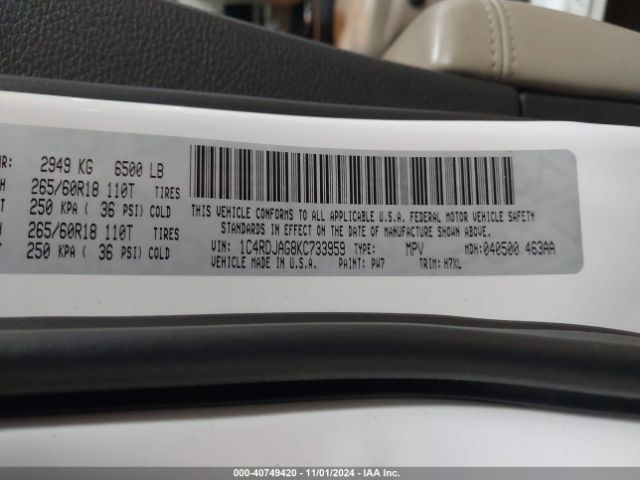 2949 KG 6500 LB
265/60R18 110T TIRES
250 KPA ( 36 PSI) COLD
265/60R18 110T TIRES
250 KPA ( 36 PSI) COLD
THIS VEHICLE CONFORMS TO ALL APPLICABLE U.S.A. FEDERAL MOTOR VEHICLE SAFETY
STANDARDS IN EFFECT ON THE DATE OF MANUFACTURE SHOWN ABOVE.
VIN: 1C4RDJAG8KC733959 TYPE: MPV MDH:040500 463AA
VEHICLE MADE IN U.S.A. PAINT: PW7 TRIM: H7XL
000-40749420 • 11/01/2024 • IAA Inc.